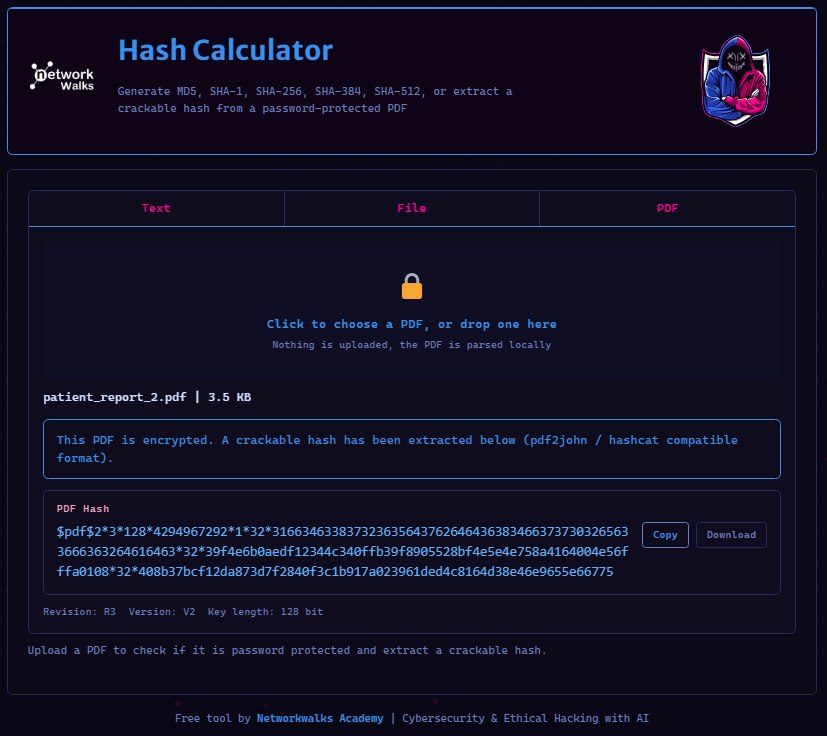 network
Walks
Hash Calculator
Generate MD5, SHA-1, SHA-256, SHA-384, SHA-512, or extract a
crackable hash from a password-protected PDF
Text
File
PDF
Click to choose a PDF, or drop one here
Nothing is uploaded, the PDF is parsed locally
patient_report_2.pdf | 3.5 KB
This PDF is encrypted. A crackable hash has been extracted below (pdf2john / hashcat compatible
format).
PDF Hash
$pdf$2*3*128*4294967292*1*32*31663463383732363564376264643638346637373032656​3
3666363264616463*32*39f4e6b0aedf12344c340ffb39f8905528bf4e5e4e758a4164004e56f
ffa0108*32*408b37bcf12da873d7f2840f3c1b917a023961ded4c8164d38e46e9655e66775
Copy
Download
Revision: R3 Version: V2 Key length: 128 bit
Upload a PDF to check if it is password protected and extract a crackable hash.
Free tool by Networkwalks Academy | Cybersecurity & Ethical Hacking with AI